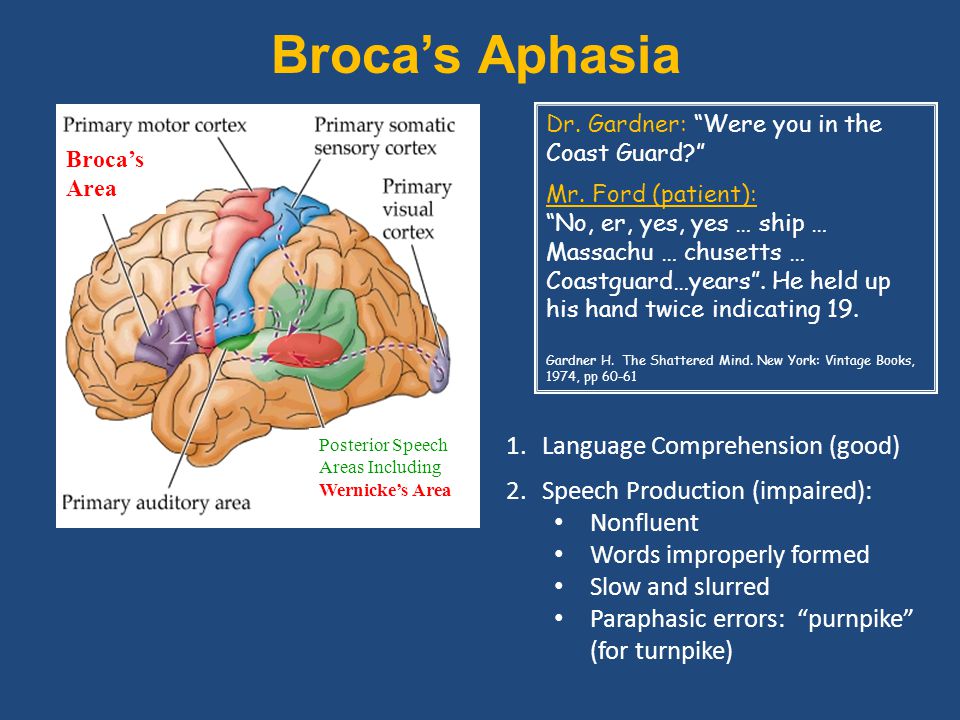 Broca’s Aphasia
Primary motor cortex
Primary somatic
sensory cortex
Broca’s
Area
Primary
visual
cortex
Posterior Speech
Areas Including
Wernicke’s Area
Primary auditory area
Dr. Gardner: “Were you in the
Coast Guard?”
Mr. Ford (patient):
“No, er, yes, yes … ship …
Massachu … chusetts …
Coastguard…years”. He held up
his hand twice indicating 19.
Gardner H. The Shattered Mind. New York: Vintage Books,
1974, pp 60-61
1. Language Comprehension (good)
2. Speech Production (impaired):
• Nonfluent
• Words improperly formed
• Slow and slurred
• Paraphasic errors: “purnpike”
(for turnpike)